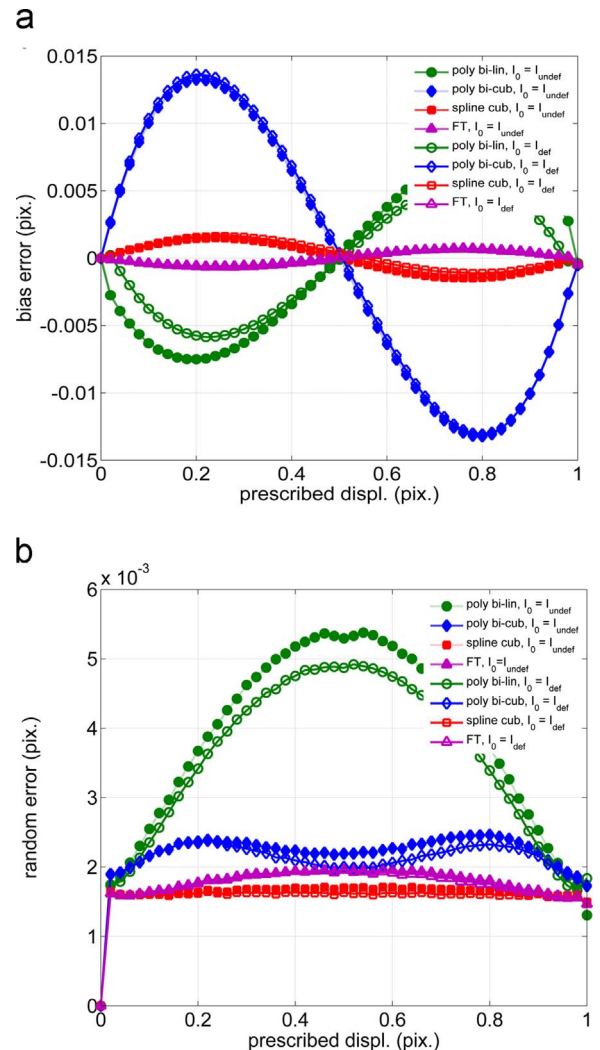 a
0.015
0.01
0.005
0
-0.005
-0.01
-0.015
bias error (pix.)
0
0.2
0.4
0.6
0.8
1
prescribed displ. (pix.)
poly bi-lin, I0 = Iundef
poly bi-cub, I0 = Iundef
spline cub, I0 = Iundef
FT, I0 = Iundef
poly bi-lin, I0 = Idef
poly bi-cub, I0 = Idef
spline cub, I0 = Idef
FT, I0 = Idef
b
x 10-3
6
5
4
3
2
1
0
random error (pix.)
0
0.2
0.4
0.6
0.8
1
prescribed displ. (pix.)
poly bi-lin, I0 = Iundef
poly bi-cub, I0 = Iundef
spline cub, I0 = Iundef
FT, I0=Iundef
poly bi-lin, I0 = Idef
poly bi-cub, I0 = Idef
spline cub, I0 = Idef
FT, I0 = Idef